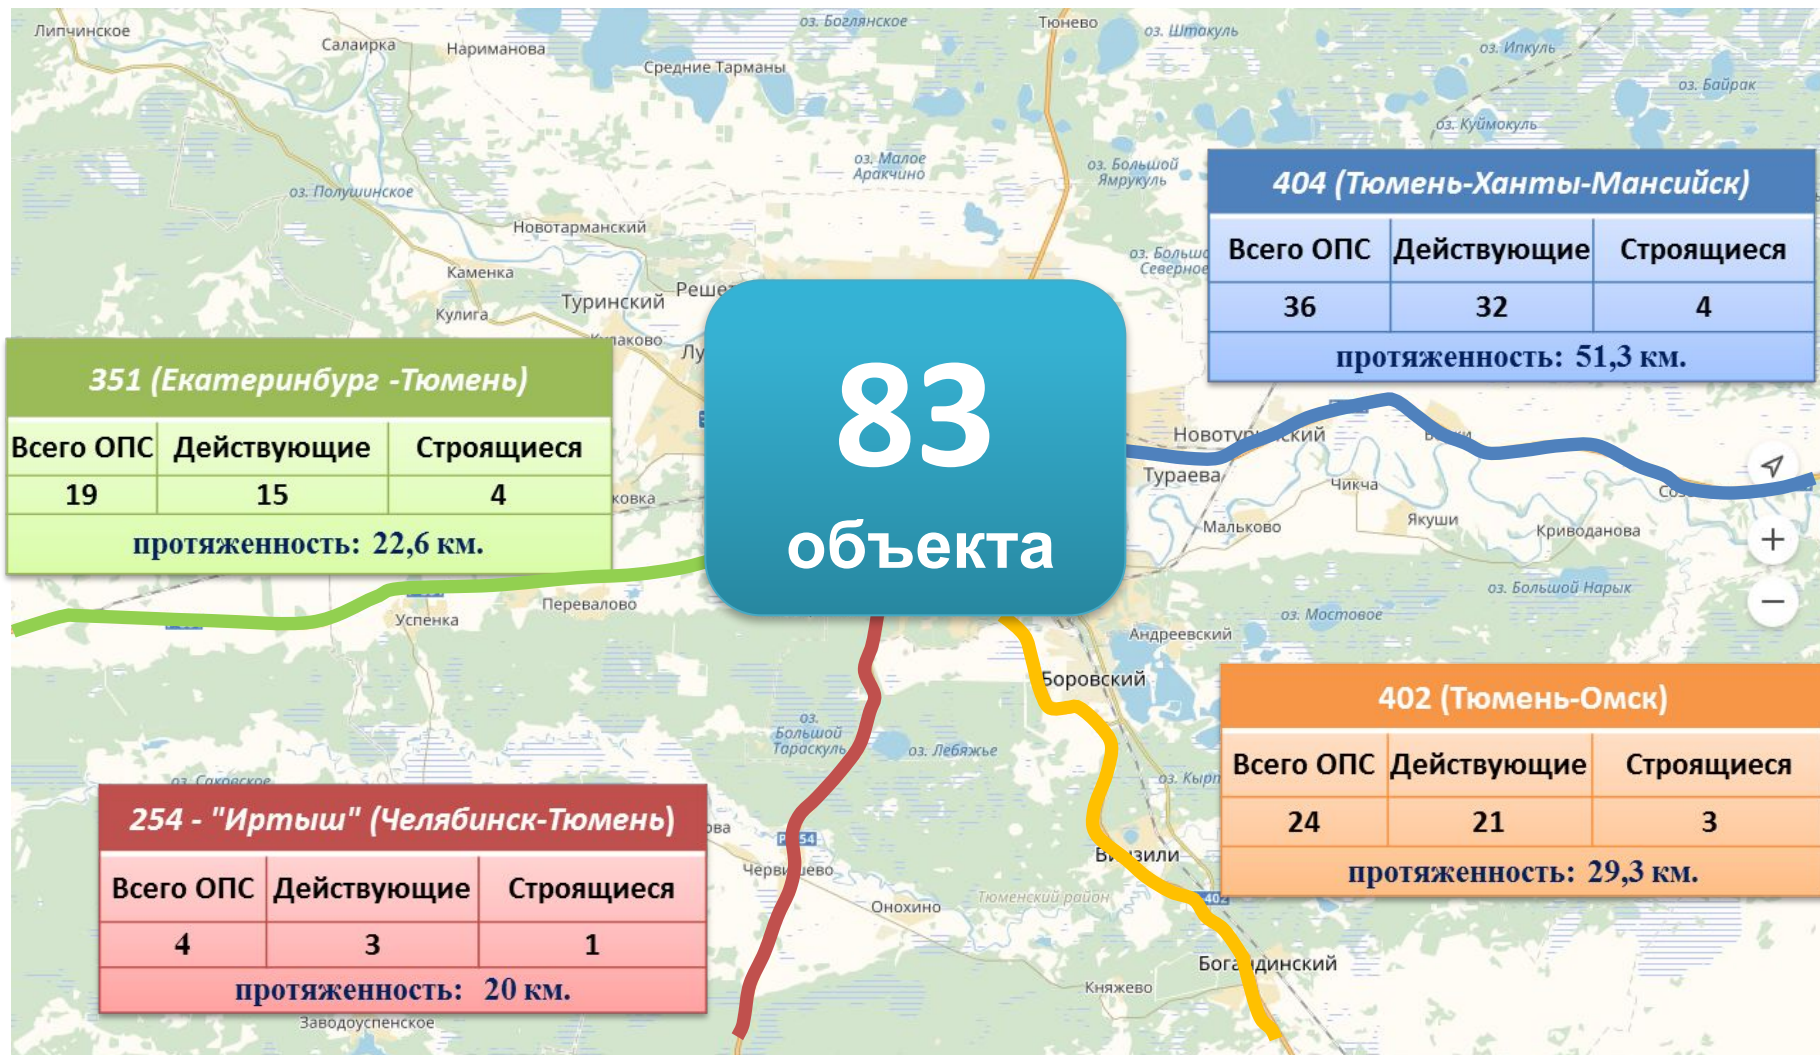 Липчинское
Салаирка
Нариманова
оз. Боглянское
Средние Тарманы
Тюнево
оз. Штакуль
оз. Ипкуль
оз. Байрак
оз. Куймокуль
оз. Малое
Аракчино
оз. Большой
Ямрукуль
оз. Полушинское
Новотарманский
Каменка
Кулига
Туринский
404 (Тюмень-Ханты-Мансийск)
Всего ОПС Действующие Строящиеся
36 32 4
протяженность: 51,3 км.
351 (Екатеринбург -Тюмень)
Всего ОПС Действующие Строящиеся
19 15 4
протяженность: 22,6 км.
83
объекта
Тураева
Чикча
Мальково
Якуши
Криводанова
оз. Большой Нарык
оз. Мостовое
Андреевский
Успенка
Перевалово
Боровский
оз.
Большой
Тараскуль
оз. Лебяжье
402 (Тюмень-Омск)
Всего ОПС Действующие Строящиеся
24 21 3
протяженность: 29,3 км.
254 - "Иртыш" (Челябинск-Тюмень)
Всего ОПС Действующие Строящиеся
4 3 1
протяженность: 20 км.
Онохино
Тюменский район
402
Княжево
Заводоуспенское